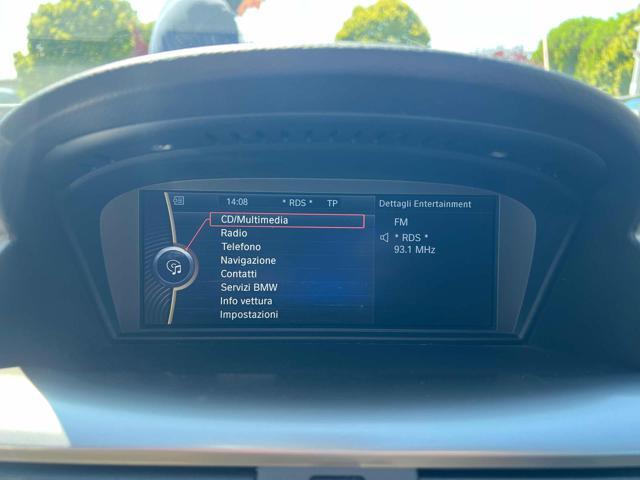 14:08 * RDS * TP
CD/Multimedia
Radio
Telefono
Navigazione
Contatti
Servizi BMW
Info vettura
Impostazioni
Dettagli Entertainment
FM
* RDS *
93.1 MHz